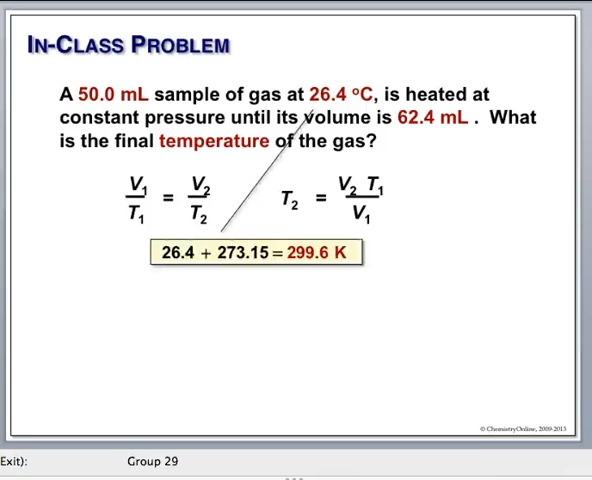 IN-CLASS PROBLEM
A 50.0 mL sample of gas at 26.4 ºC, is heated at
constant pressure until its volume is 62.4 mL . What
is the final temperature of the gas?
V₁/T₁ = V₂/T₂ T₂ = V₂ T₁/V₁
26.4 + 273.15 = 299.6 K
© ChemistryOnline, 2009-2013
Exit): Group 29